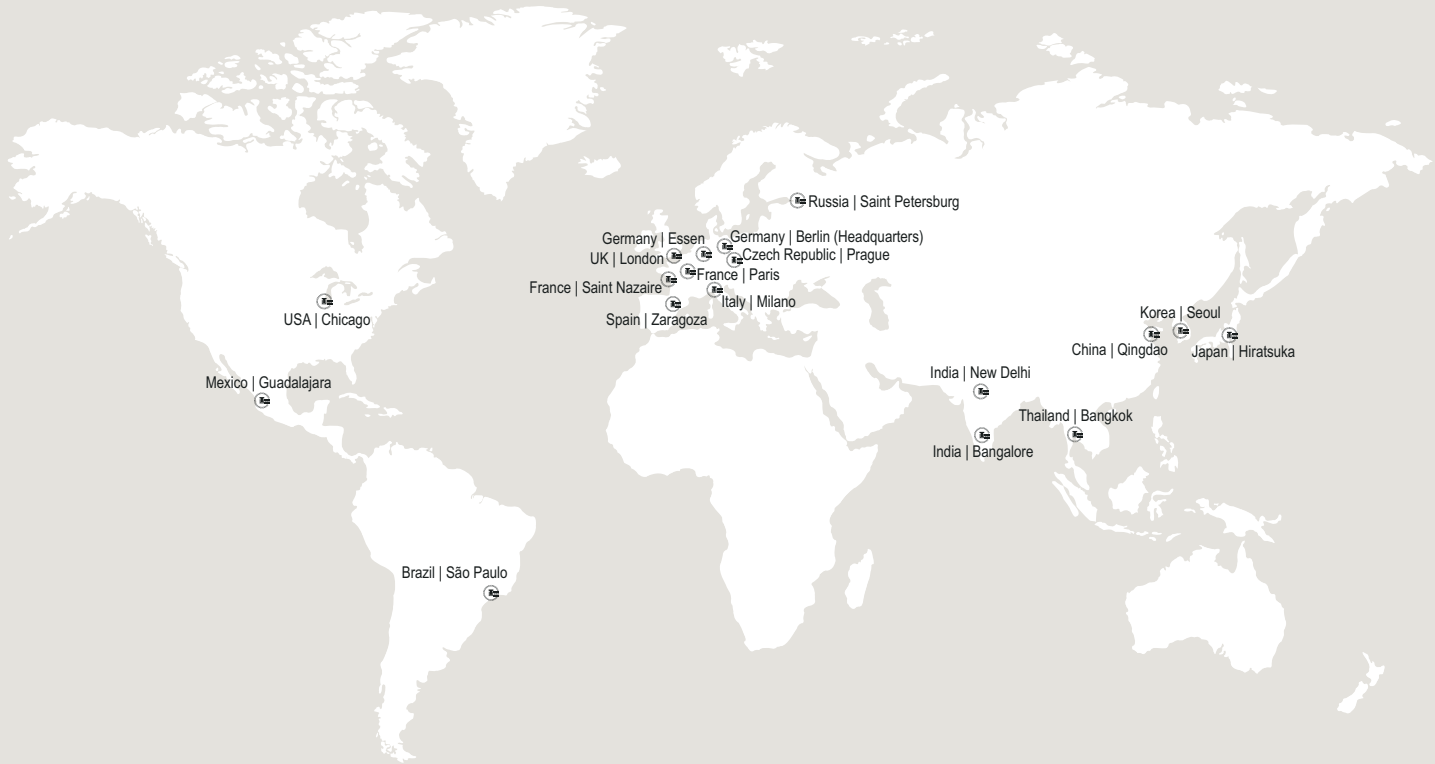 Russia | Saint Petersburg
Germany | Essen
Germany | Berlin (Headquarters)
UK | London
Czech Republic | Prague
France | Paris
France | Saint Nazaire
Italy | Milano
Spain | Zaragoza
USA | Chicago
Korea | Seoul
China | Qingdao
Japan | Hiratsuka
Mexico | Guadalajara
India | New Delhi
Thailand | Bangkok
India | Bangalore
Brazil | São Paulo